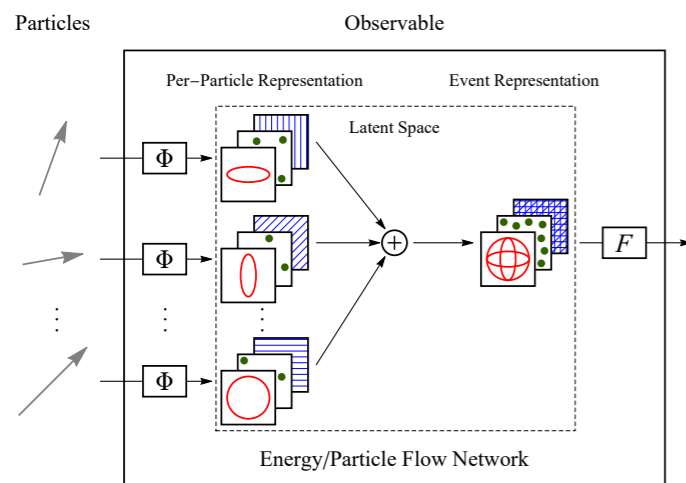 Particles
Observable
Per−Particle Representation
Event Representation
Latent Space
Φ
Φ
+
F
⋮
⋮
⋮
Φ
Energy/Particle Flow Network